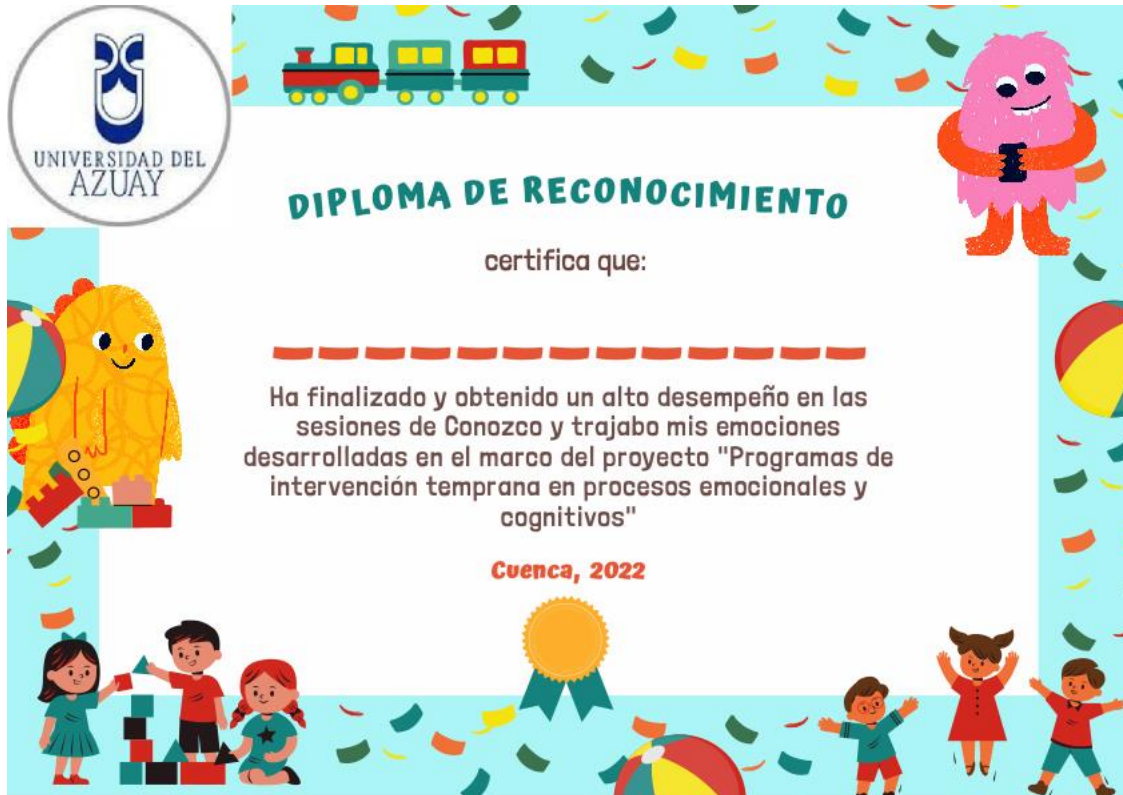 UNIVERSIDAD DEL
AZUAY
DIPLOMA DE RECONOCIMIENTO
certifica que:
Ha finalizado y obtenido un alto desempeño en las
sesiones de Conozco y trajabo mis emociones
desarrolladas en el marco del proyecto "Programas de
intervención temprana en procesos emocionales y
cognitivos"
Cuenca, 2022